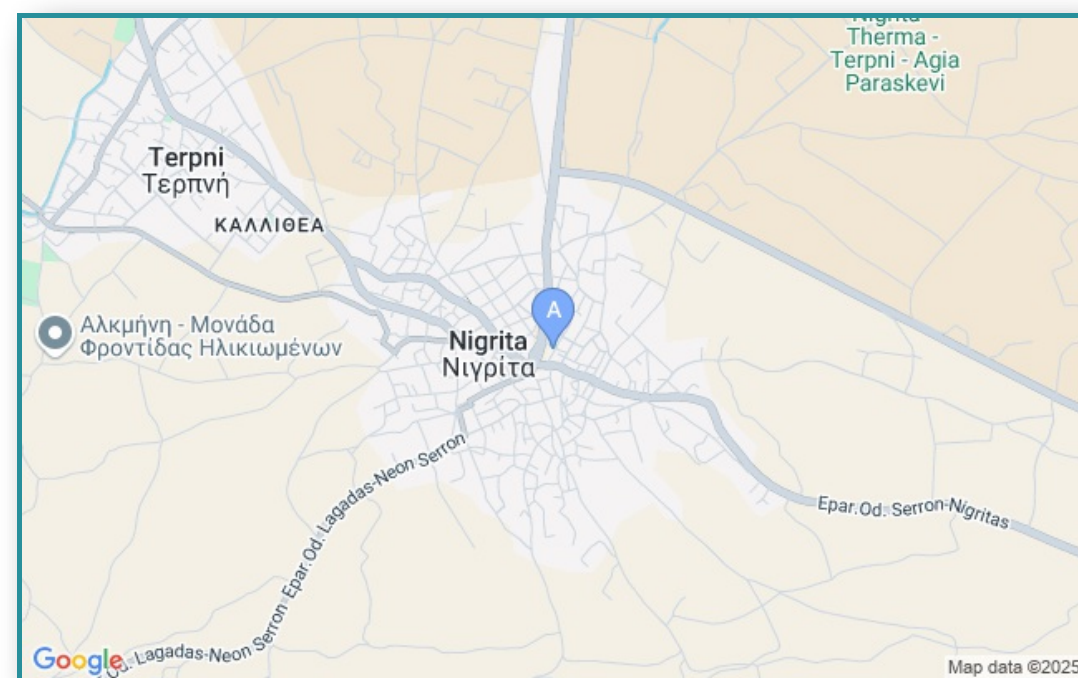 Nigrita
Therma -
Terpni - Agia
Paraskevi
Terpni
Τερπνή
ΚΑΛΛΙΘΕΑ
A
Αλκμήνη - Μονάδα
Φροντίδας Ηλικιωμένων
Nigrita
Νιγρίτα
Epar.Od. Lagadas-Neon Serron
Epar.Od. Serron-Nigritas
Od. Lagadas-Neon Serron
Google
Map data ©2025